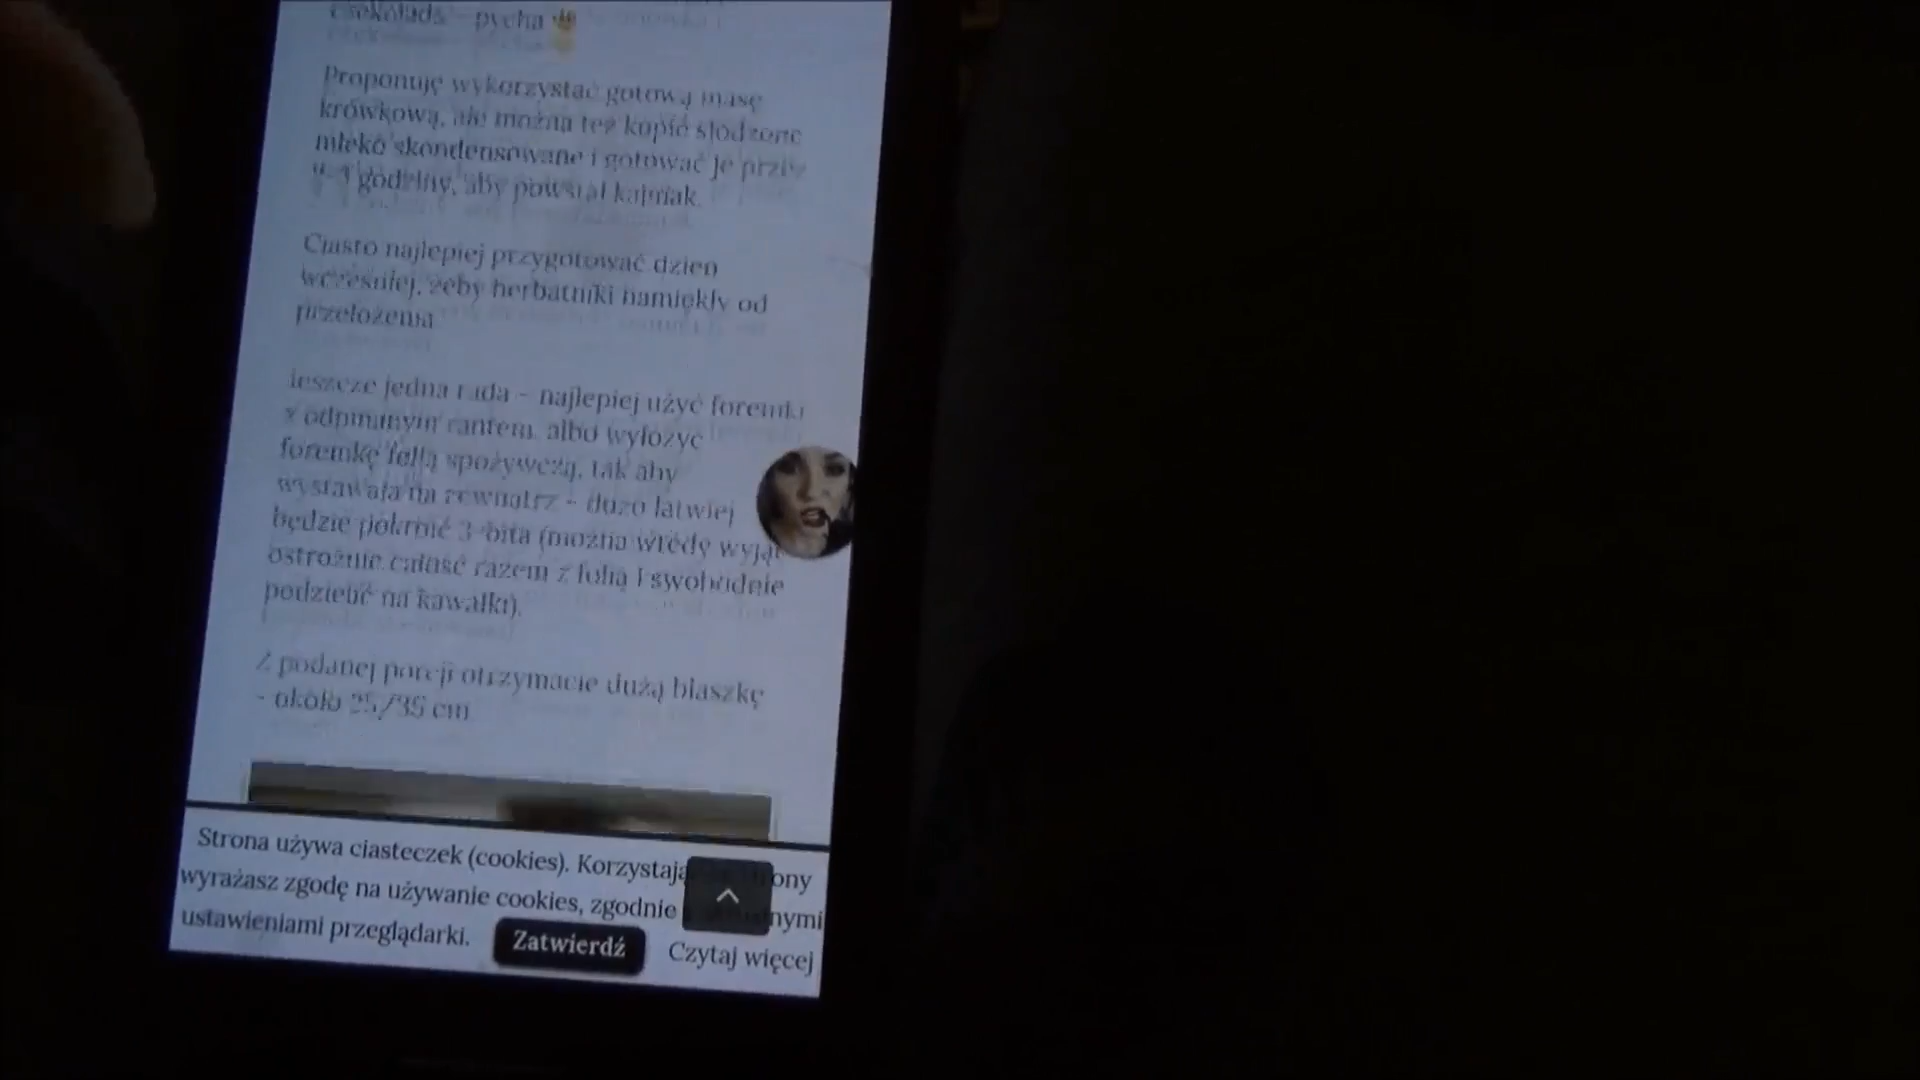 czekolada - pycha
Proponuję wykorzystać gotową masę
krówkową, ale można też kupić słodzone
mleko skondensowane i gotować je przez
godziny, aby powstał kajmak.
Ciasto najlepiej przygotować dzień
wcześniej, żeby herbatniki namiękły od
przełożenia
Jeszcze jedna rada - najlepiej użyć foremki
z odpinanym rantem, albo wyłożyć
foremkę folią spożywczą, tak aby
wystawała na zewnątrz - dużo łatwiej
będzie pokroić 3-bita (można wtedy wyjąć
ostrożnie całość razem z folią i swobodnie
podzielić na kawałki).
Z podanej porcji otrzymacie dużą blaszkę
- około 25/35 cm
Strona używa ciasteczek (cookies). Korzystając ony
wyrażasz zgodę na używanie cookies, zgodnie nymi
ustawieniami przeglądarki. Zatwierdź Czytaj więcej